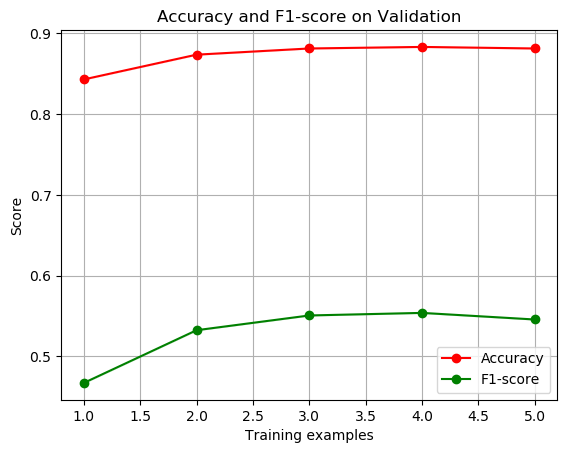 Accuracy and F1-score on Validation
0.9
0.8
0.7
0.6
0.5
Score
1.0 1.5 2.0 2.5 3.0 3.5 4.0 4.5 5.0
Training examples
Accuracy
F1-score